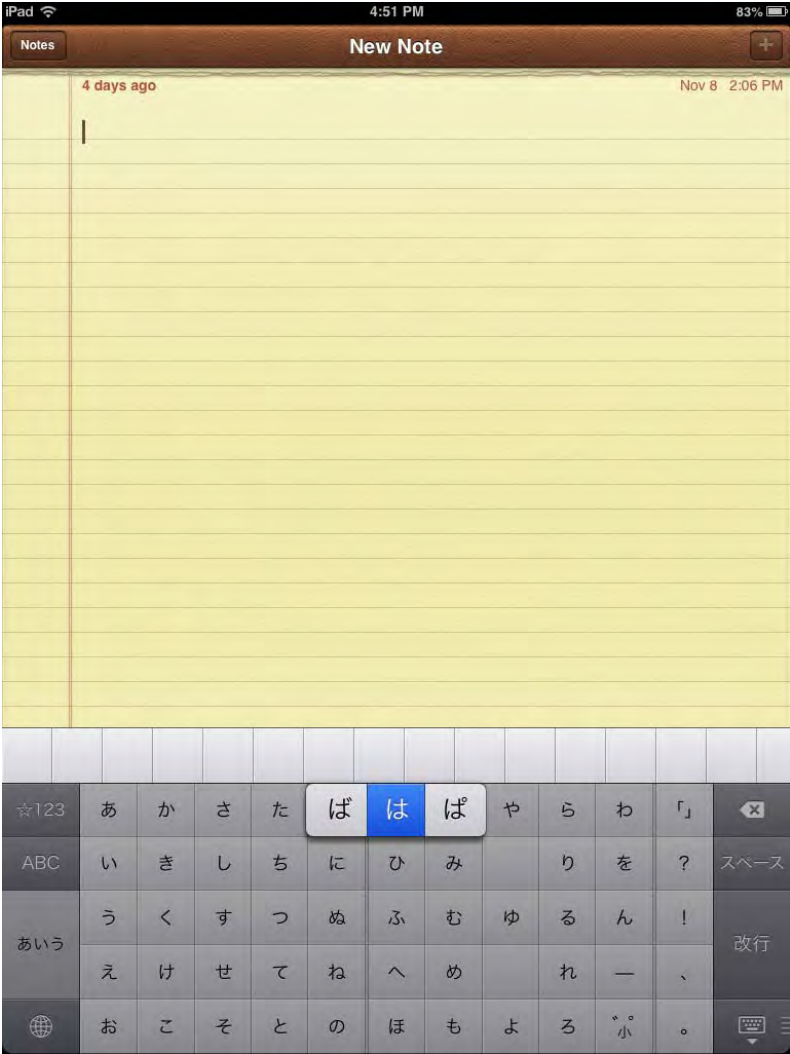 iPad 4:51 PM 83%
Notes New Note +
4 days ago Nov 8 2:06 PM
☆123 あ か さ た ば は ぱ や ら わ 「」
ABC い き し ち に ひ み り を ? スペース
う く す つ ぬ ふ む ゆ る ん !
あいう 改行
え け せ て ね へ め れ ー 、
お こ そ と の ほ も よ ろ ゛゜小 。